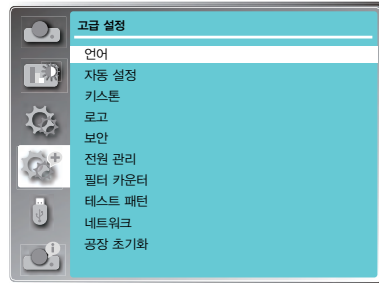 고급 설정
언어
자동 설정
키스톤
로고
보안
전원 관리
필터 카운터
테스트 패턴
네트워크
공장 초기화